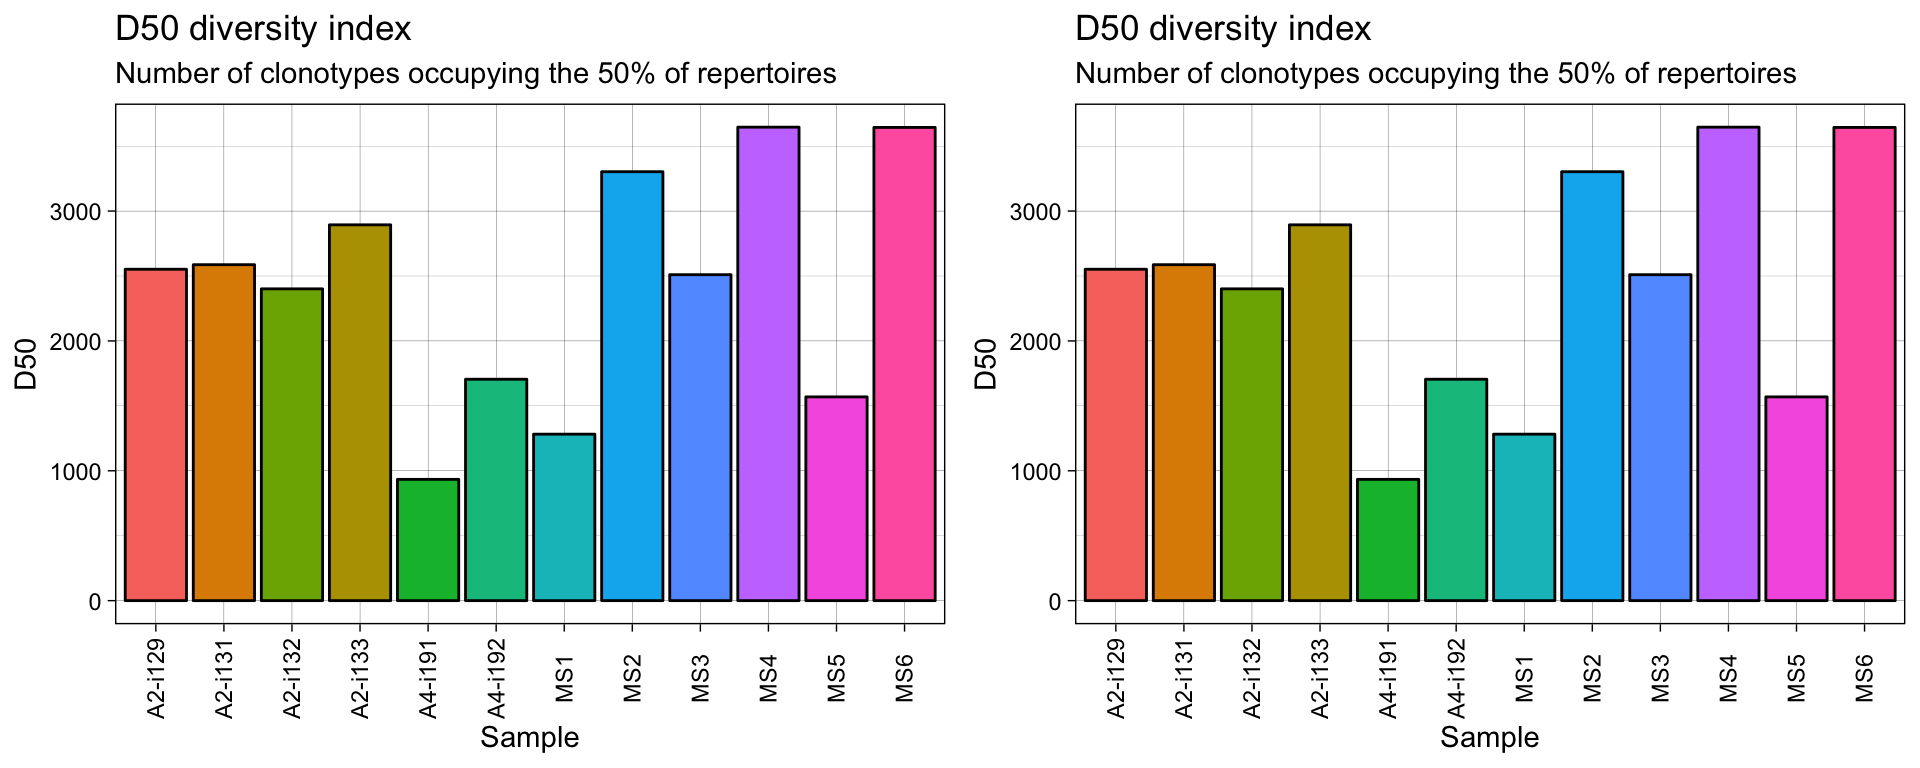 D50 diversity index
Number of clonotypes occupying the 50% of repertoires
D50
3000
2000
1000
0
A2-i129
A2-i131
A2-i132
A2-i133
A4-i191
A4-i192
MS1
MS2
MS3
MS4
MS5
MS6
Sample
D50 diversity index
Number of clonotypes occupying the 50% of repertoires
D50
3000
2000
1000
0
A2-i129
A2-i131
A2-i132
A2-i133
A4-i191
A4-i192
MS1
MS2
MS3
MS4
MS5
MS6
Sample